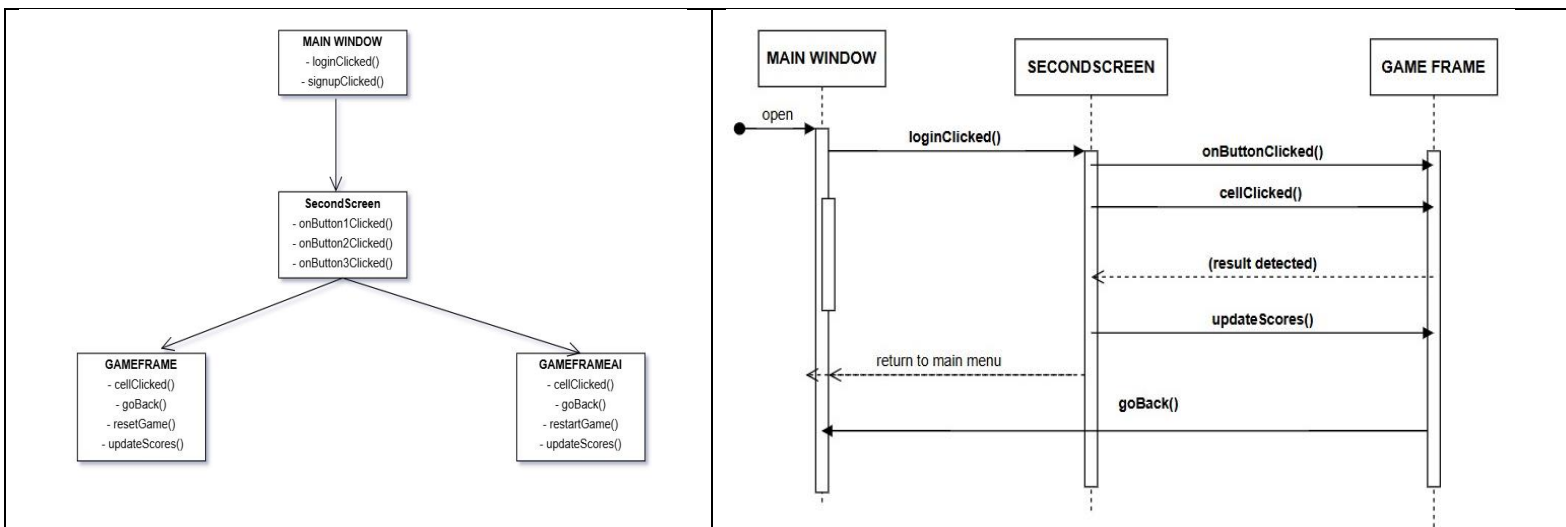 MAIN WINDOW
- loginClicked()
- signupClicked()
SecondScreen
- onButton1Clicked()
- onButton2Clicked()
- onButton3Clicked()
GAMEFRAME
- cellClicked()
- goBack()
- resetGame()
- updateScores()
GAMEFRAMEAI
- cellClicked()
- goBack()
- restartGame()
- updateScores()
MAIN WINDOW
SECONDSCREEN
GAME FRAME
open
loginClicked()
onButtonClicked()
cellClicked()
(result detected)
updateScores()
return to main menu
goBack()